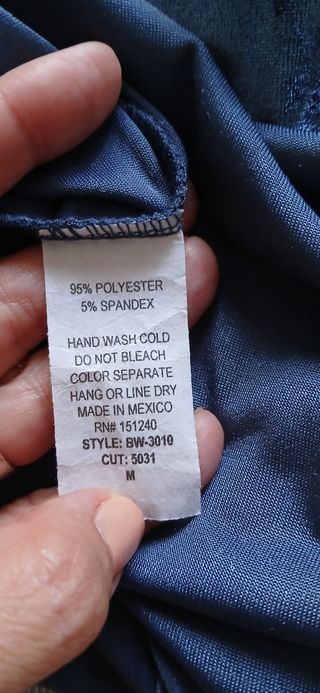 95% POLYESTER
5% SPANDEX
HAND WASH COLD
DO NOT BLEACH
COLOR SEPARATE
HANG OR LINE DRY
MADE IN MEXICO
RN# 151240
STYLE: BW-3010
CUT: 5031
M